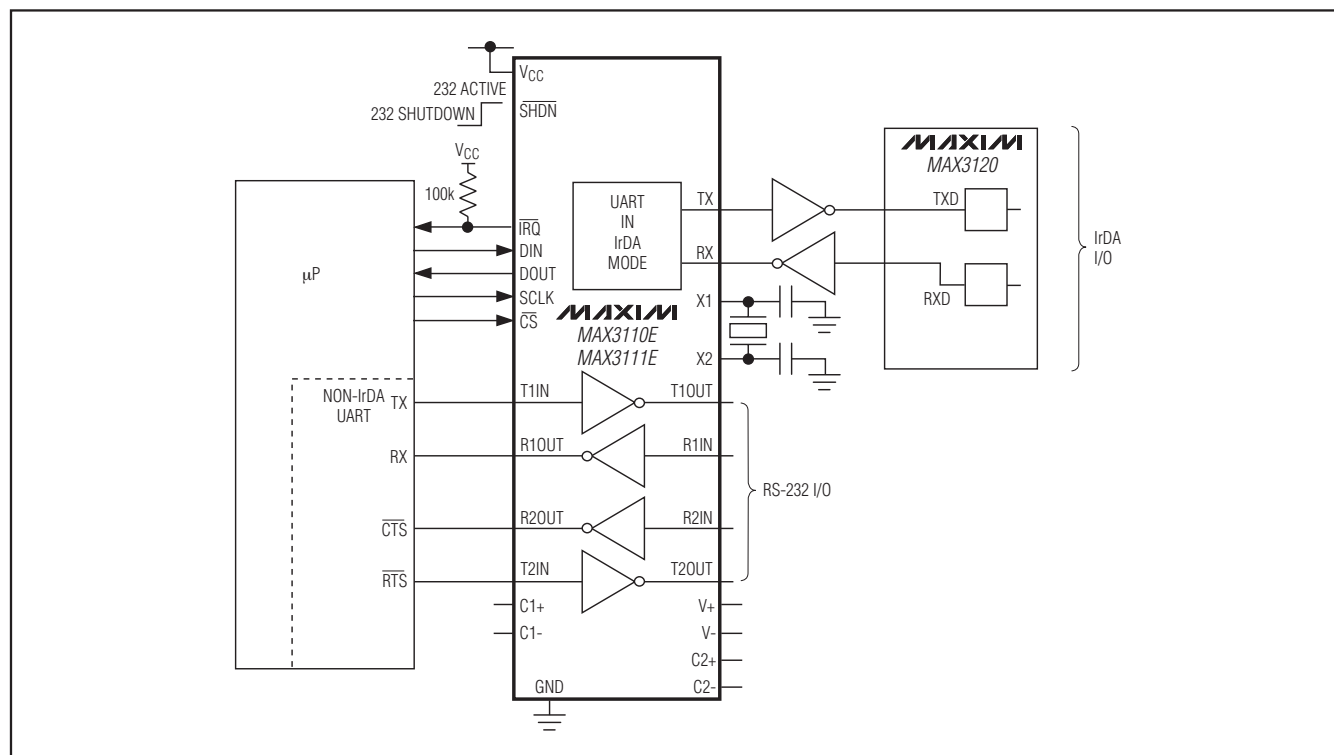 VCC
232 ACTIVE
232 SHUTDOWN
SHDN
VCC
100k
IRQ
DIN
DOUT
SCLK
CS
µP
UART
IN
IrDA
MODE
TX
RX
X1
X2
MAXIM
MAX3110E
MAX3111E
MAXIM
MAX3120
TXD
RXD
IrDA
I/O
NON-IrDA
UART
TX
RX
CTS
RTS
T1IN
R1OUT
R2OUT
T2IN
T1OUT
R1IN
R2IN
T2OUT
RS-232 I/O
C1+
C1-
V+
V-
C2+
C2-
GND